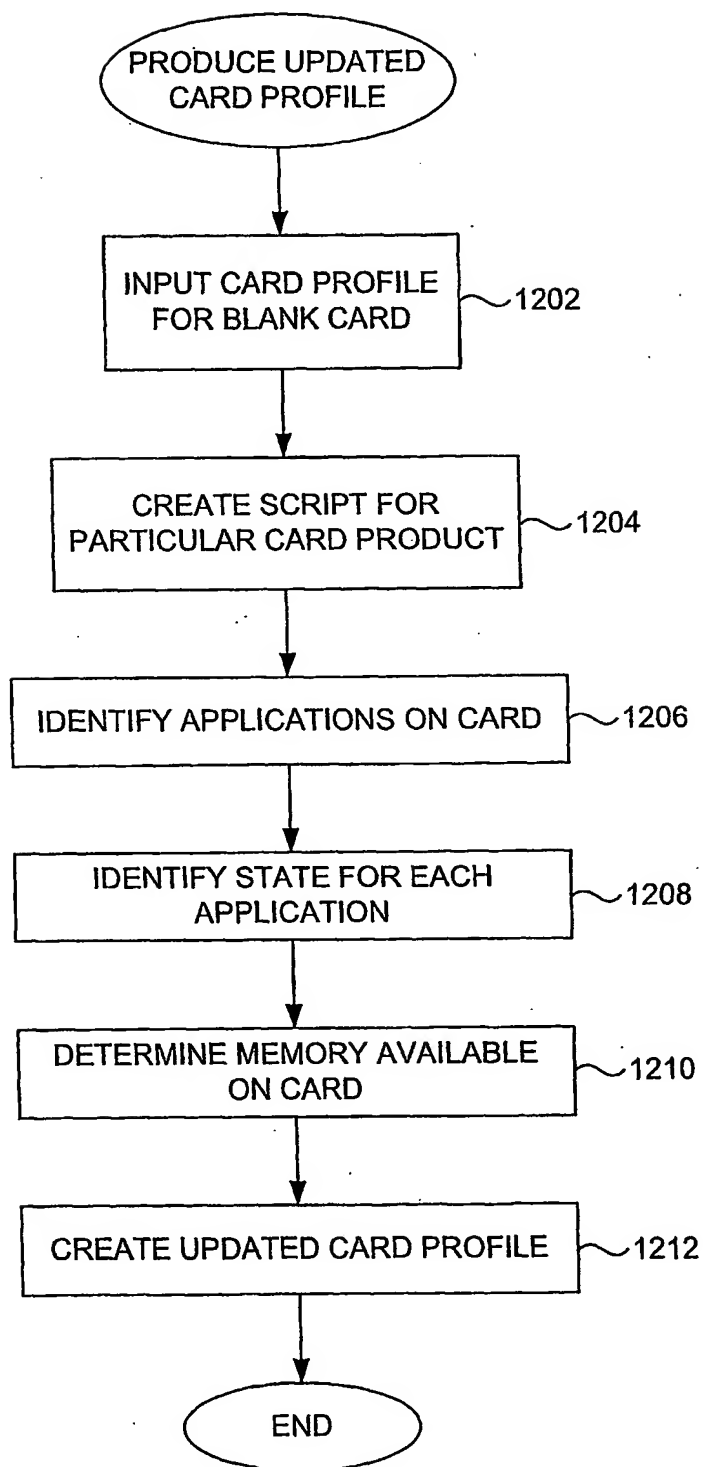 PRODUCE UPDATED
CARD PROFILE
INPUT CARD PROFILE
FOR BLANK CARD
1202
CREATE SCRIPT FOR
PARTICULAR CARD PRODUCT
1204
IDENTIFY APPLICATIONS ON CARD
1206
IDENTIFY STATE FOR EACH
APPLICATION
1208
DETERMINE MEMORY AVAILABLE
ON CARD
1210
CREATE UPDATED CARD PROFILE
1212
END